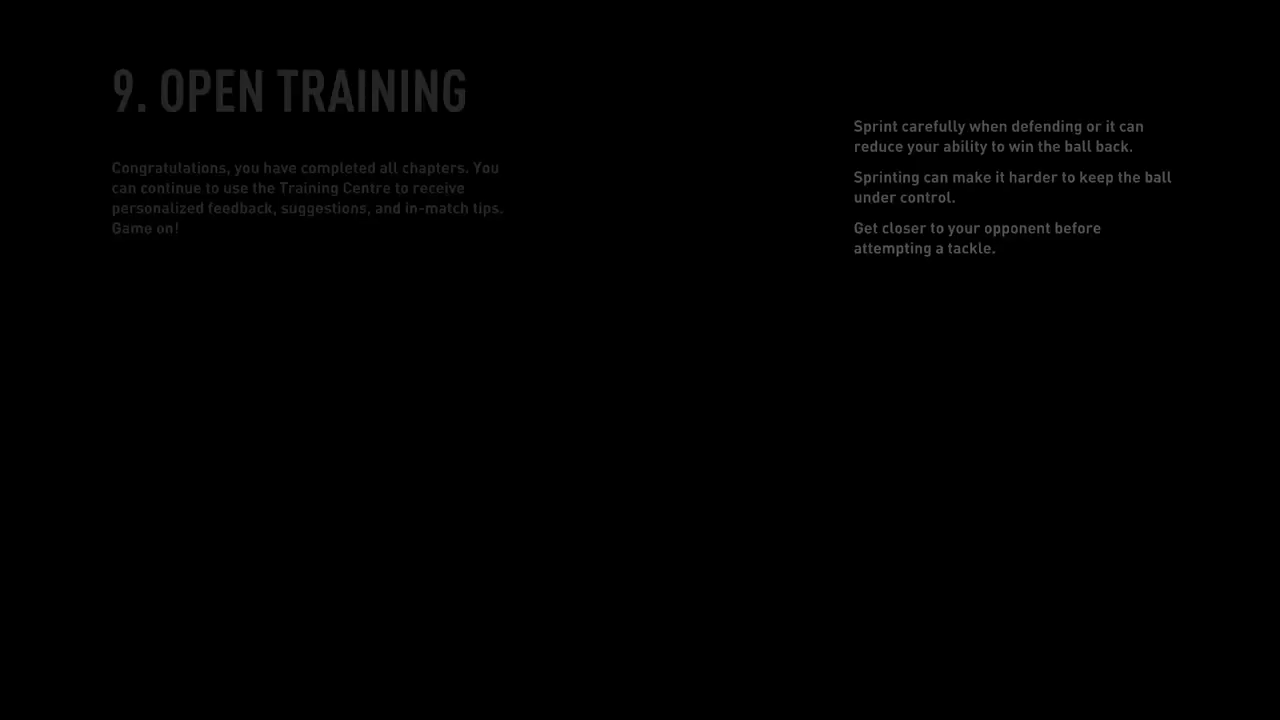 9. OPEN TRAINING
Congratulations, you have completed all chapters. You
can continue to use the Training Centre to receive
personalized feedback, suggestions, and in-match tips.
Game on!
Sprint carefully when defending or it can
reduce your ability to win the ball back.
Sprinting can make it harder to keep the ball
under control.
Get closer to your opponent before
attempting a tackle.